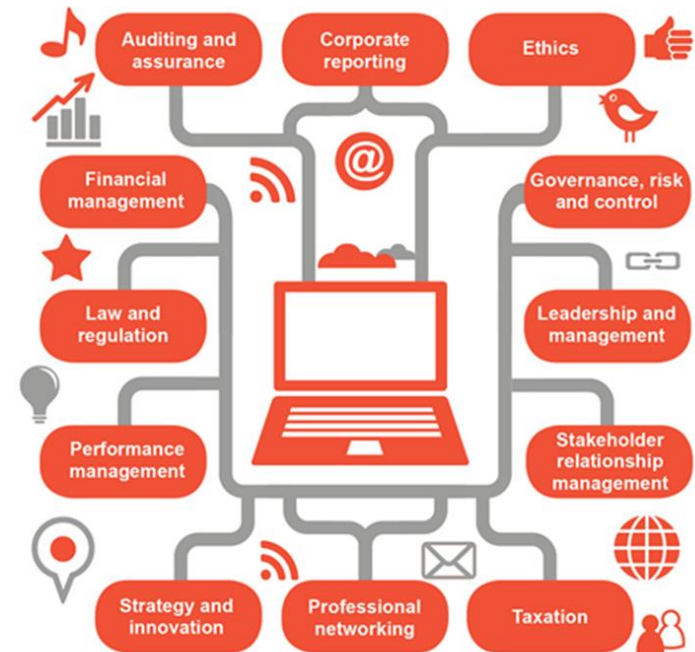 Auditing and
assurance
Corporate
reporting
Ethics
@
Financial
management
Governance, risk
and control
Law and
regulation
Leadership and
management
Performance
management
Stakeholder
relationship
management
Strategy and
innovation
Professional
networking
Taxation